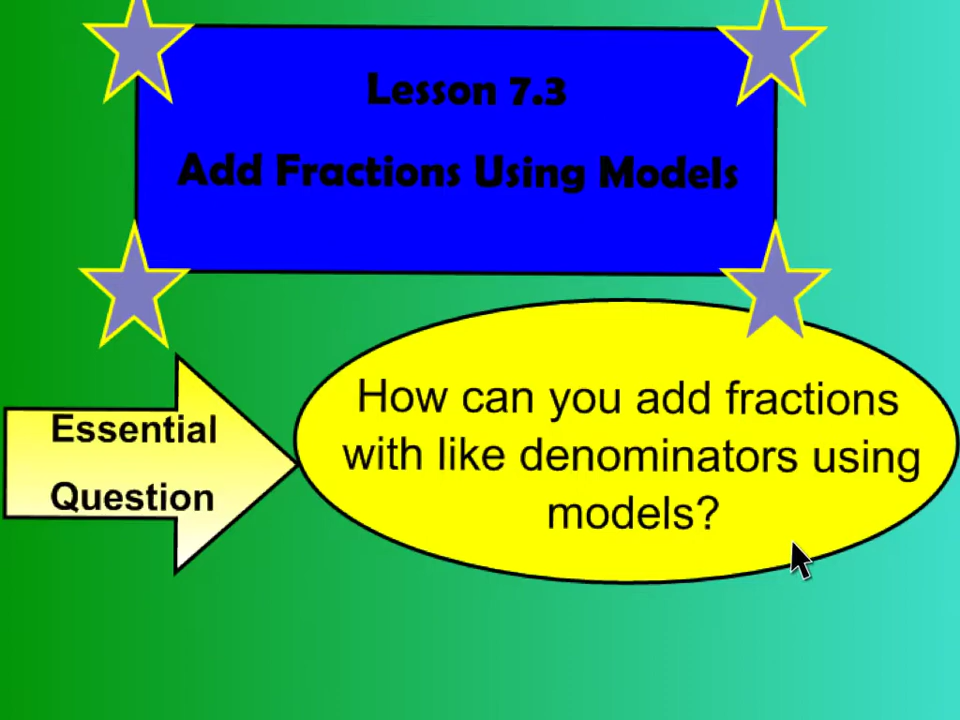 Lesson 7.3
Add Fractions Using Models
Essential
Question
How can you add fractions
with like denominators using
models?